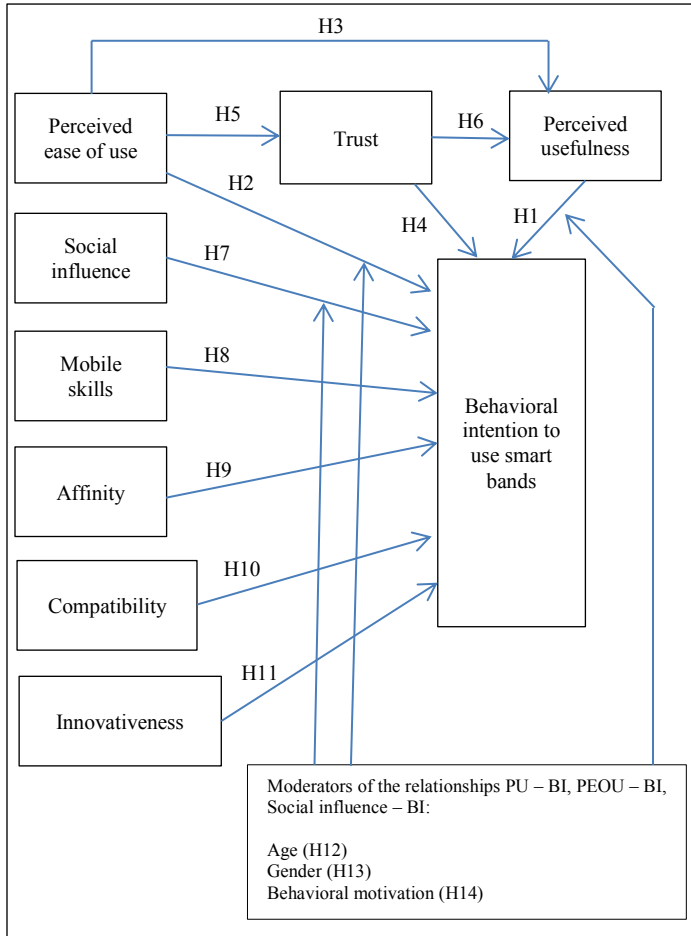 H3
Perceived
ease of use
H5
Trust
H6
Perceived
usefulness
H2
H4
H1
Social
influence
H7
Mobile
skills
H8
Behavioral
intention to
use smart
bands
Affinity
H9
Compatibility
H10
Innovativeness
H11
Moderators of the relationships PU – BI, PEOU – BI,
Social influence – BI:
Age (H12)
Gender (H13)
Behavioral motivation (H14)